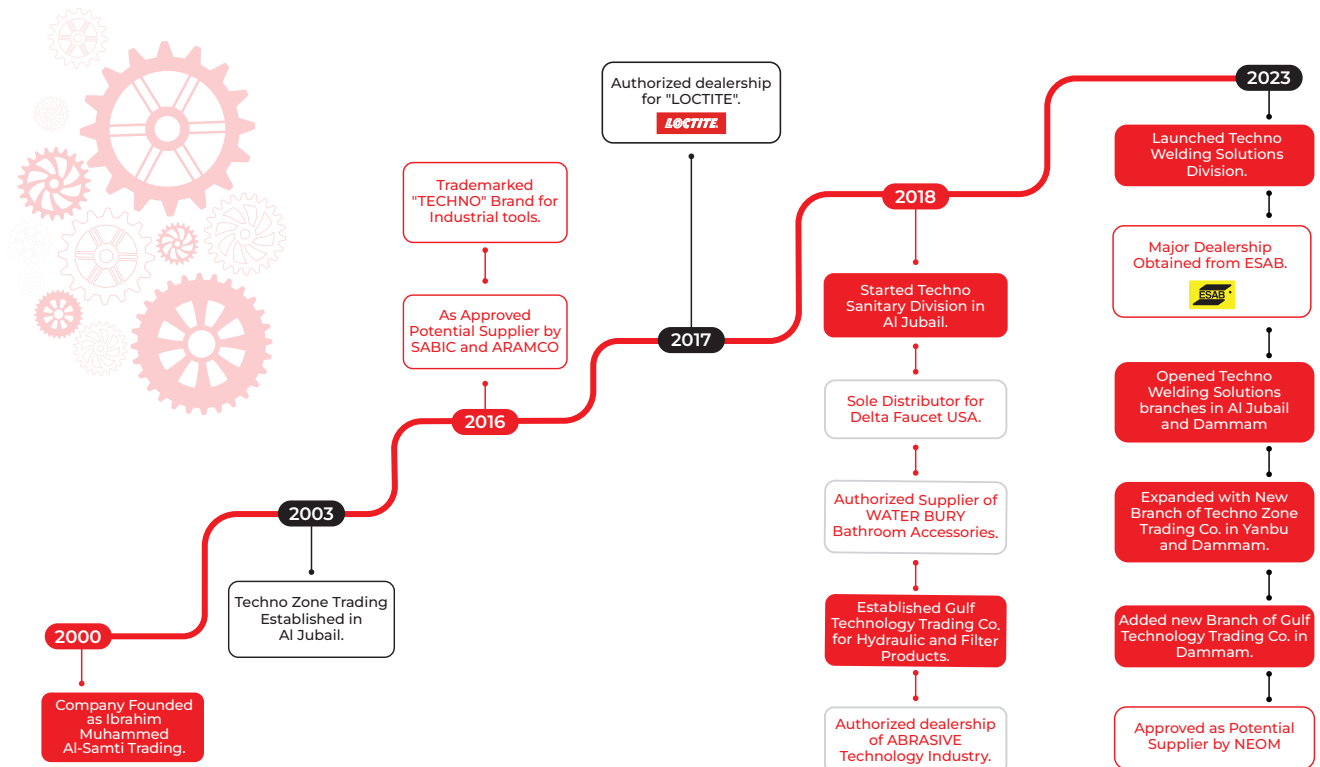 2000
Company Founded
as Ibrahim
Muhammed
Al-Samti Trading.
2003
Techno Zone Trading
Established in
Al Jubail.
2016
As Approved
Potential Supplier by
SABIC and ARAMCO
Trademarked
"TECHNO" Brand for
Industrial tools.
2017
Authorized dealership
for "LOCTITE".
LOCTITE
2018
Started Techno
Sanitary Division in
Al Jubail.
Sole Distributor for
Delta Faucet USA.
Authorized Supplier of
WATER BURY
Bathroom Accessories.
Established Gulf
Technology Trading Co.
for Hydraulic and Filter
Products.
Authorized dealership
of ABRASIVE
Technology Industry.
2023
Launched Techno
Welding Solutions
Division.
Major Dealership
Obtained from ESAB.
ESAB
Opened Techno
Welding Solutions
branches in Al Jubail
and Dammam
Expanded with New
Branch of Techno Zone
Trading Co. in Yanbu
and Dammam.
Added new Branch of Gulf
Technology Trading Co. in
Dammam.
Approved as Potential
Supplier by NEOM